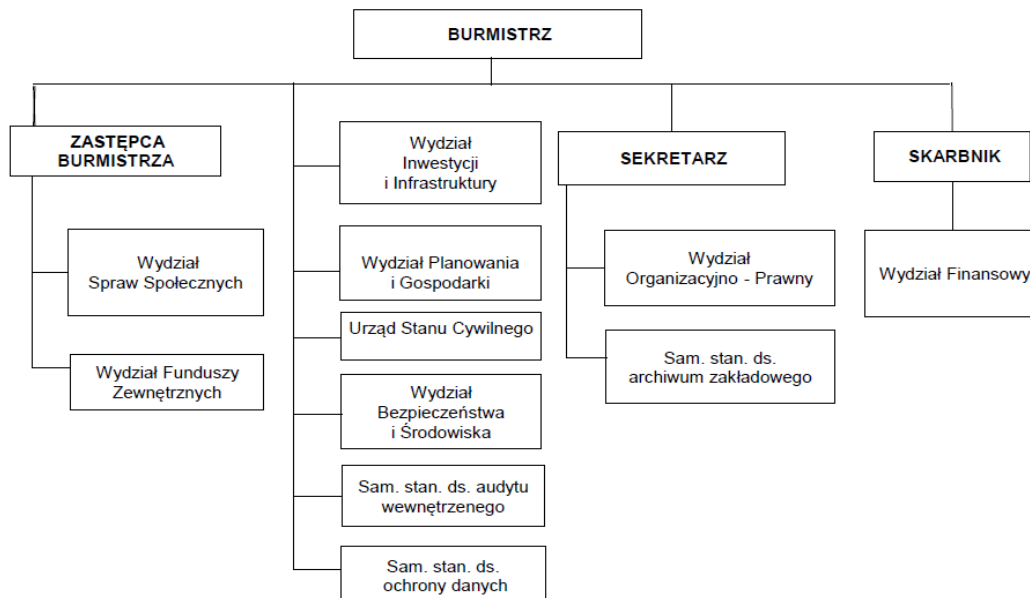 BURMISTRZ
ZASTĘPCA
BURMISTRZA
Wydział
Spraw Społecznych
Wydział Funduszy
Zewnętrznych
Wydział
Inwestycji
i Infrastruktury
Wydział Planowania
i Gospodarki
Urząd Stanu Cywilnego
Wydział
Bezpieczeństwa
i Środowiska
Sam. stan. ds. audytu
wewnętrzenego
Sam. stan. ds.
ochrony danych
SEKRETARZ
Wydział
Organizacyjno - Prawny
Sam. stan. ds.
archiwum zakładowego
SKARBNIK
Wydział Finansowy